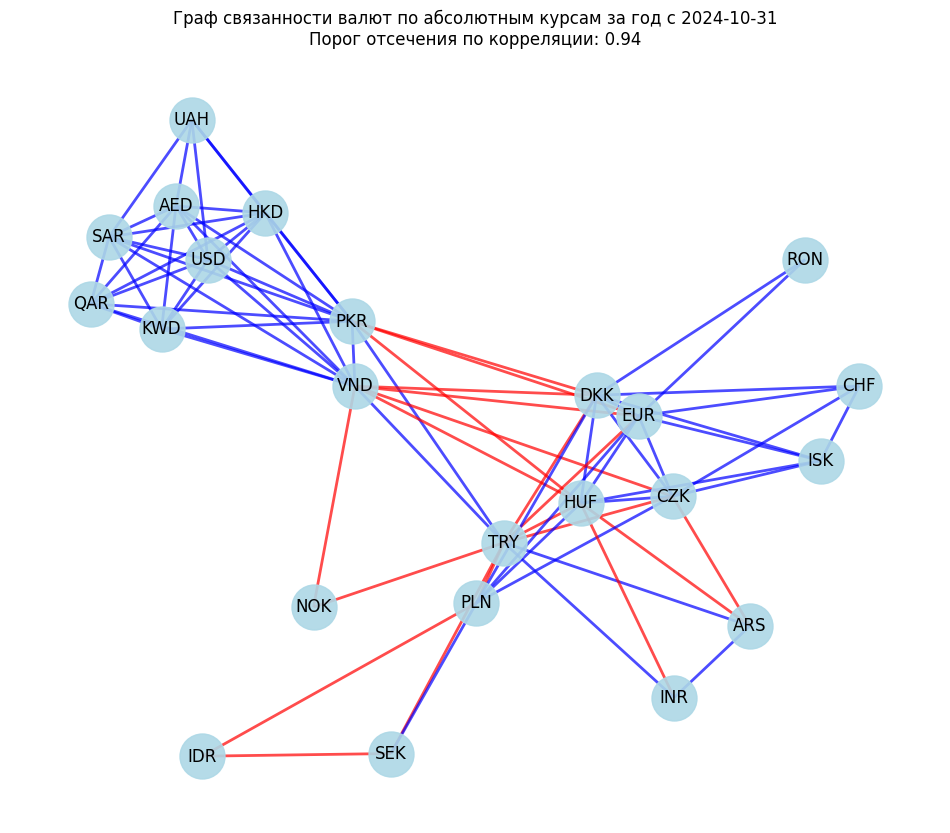 Граф связанности валют по абсолютным курсам за год с 2024-10-31
Порог отсечения по корреляции: 0.94
UAH
AED
HKD
SAR
USD
RON
QAR
KWD
PKR
VND
DKK
CHF
EUR
ISK
HUF
CZK
TRY
NOK
PLN
ARS
INR
IDR
SEK